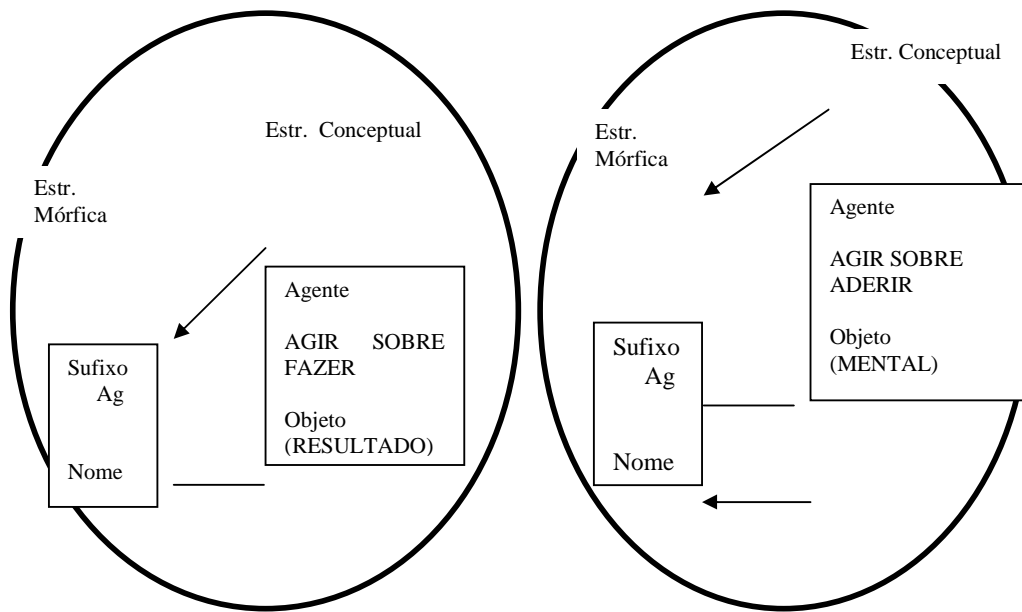 Estr. Conceptual
Estr.
Mórfica
Agente
AGIR SOBRE
FAZER
Objeto
(RESULTADO)
Sufixo
Ag
Nome
Estr. Conceptual
Estr.
Mórfica
Agente
AGIR SOBRE
ADERIR
Objeto
(MENTAL)
Sufixo
Ag
Nome